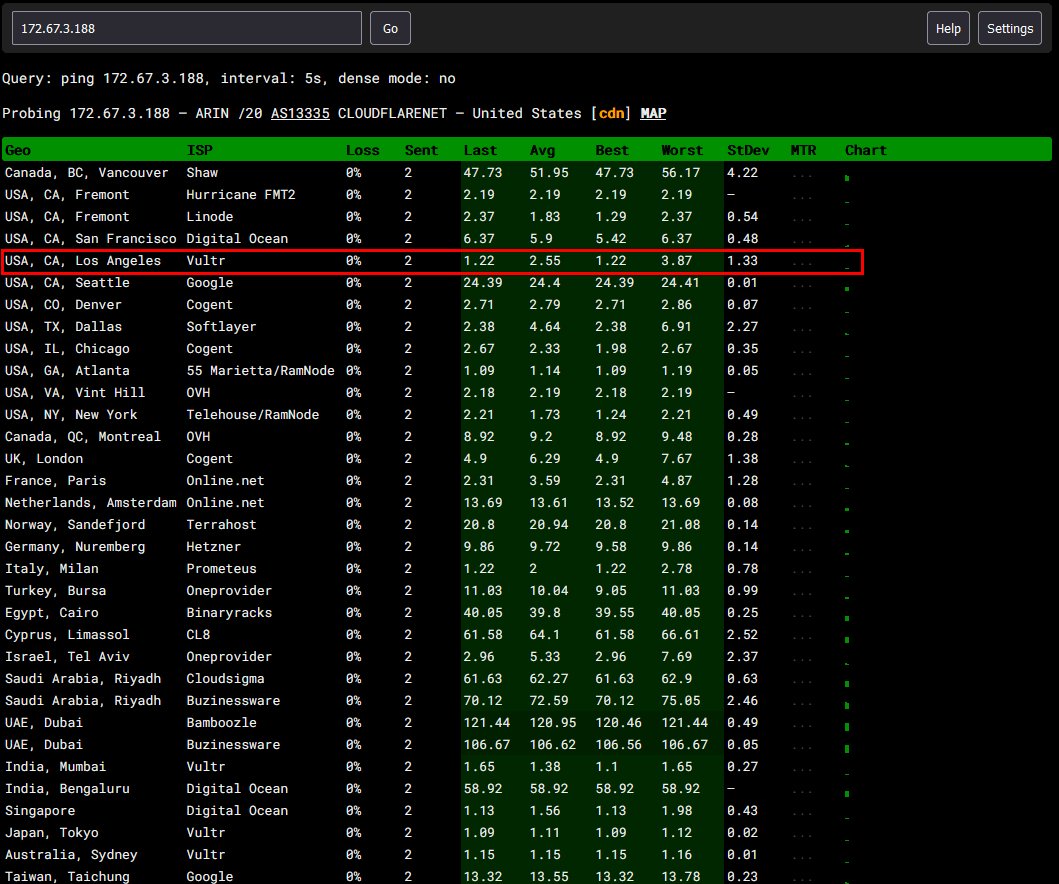 172.67.3.188 Go Help Settings
Query: ping 172.67.3.188, interval: 5s, dense mode: no
Probing 172.67.3.188 — ARIN /20 AS13335 CLOUDFLARENET — United States [cdn] MAP
Geo ISP Loss Sent Last Avg Best Worst StDev MTR Chart
Canada, BC, Vancouver Shaw 0% 2 47.73 51.95 47.73 56.17 4.22 ...
USA, CA, Fremont Hurricane FMT2 0% 2 2.19 2.19 2.19 2.19 — ...
USA, CA, Fremont Linode 0% 2 2.37 1.83 1.29 2.37 0.54 ...
USA, CA, San Francisco Digital Ocean 0% 2 6.37 5.9 5.42 6.37 0.48 ...
USA, CA, Los Angeles Vultr 0% 2 1.22 2.55 1.22 3.87 1.33 ...
USA, CA, Seattle Google 0% 2 24.39 24.4 24.39 24.41 0.01 ...
USA, CO, Denver Cogent 0% 2 2.71 2.79 2.71 2.86 0.07 ...
USA, TX, Dallas Softlayer 0% 2 2.38 4.64 2.38 6.91 2.27 ...
USA, IL, Chicago Cogent 0% 2 2.67 2.33 1.98 2.67 0.35 ...
USA, GA, Atlanta 55 Marietta/RamNode 0% 2 1.09 1.14 1.09 1.19 0.05 ...
USA, VA, Vint Hill OVH 0% 2 2.18 2.19 2.18 2.19 — ...
USA, NY, New York Telehouse/RamNode 0% 2 2.21 1.73 1.24 2.21 0.49 ...
Canada, QC, Montreal OVH 0% 2 8.92 9.2 8.92 9.48 0.28 ...
UK, London Cogent 0% 2 4.9 6.29 4.9 7.67 1.38 ...
France, Paris Online.net 0% 2 2.31 3.59 2.31 4.87 1.28 ...
Netherlands, Amsterdam Online.net 0% 2 13.69 13.61 13.52 13.69 0.08 ...
Norway, Sandefjord Terrahost 0% 2 20.8 20.94 20.8 21.08 0.14 ...
Germany, Nuremberg Hetzner 0% 2 9.86 9.72 9.58 9.86 0.14 ...
Italy, Milan Prometeus 0% 2 1.22 2 1.22 2.78 0.78 ...
Turkey, Bursa Oneprovider 0% 2 11.03 10.04 9.05 11.03 0.99 ...
Egypt, Cairo Binaryracks 0% 2 40.05 39.8 39.55 40.05 0.25 ...
Cyprus, Limassol CL8 0% 2 61.58 64.1 61.58 66.61 2.52 ...
Israel, Tel Aviv Oneprovider 0% 2 2.96 5.33 2.96 7.69 2.37 ...
Saudi Arabia, Riyadh Cloudsigma 0% 2 61.63 62.27 61.63 62.9 0.63 ...
Saudi Arabia, Riyadh Buzinessware 0% 2 70.12 72.59 70.12 75.05 2.46 ...
UAE, Dubai Bamboozle 0% 2 121.44 120.95 120.46 121.44 0.49 ...
UAE, Dubai Buzinessware 0% 2 106.67 106.62 106.56 106.67 0.05 ...
India, Mumbai Vultr 0% 2 1.65 1.38 1.1 1.65 0.27 ...
India, Bengaluru Digital Ocean 0% 2 58.92 58.92 58.92 58.92 — ...
Singapore Digital Ocean 0% 2 1.13 1.56 1.13 1.98 0.43 ...
Japan, Tokyo Vultr 0% 2 1.09 1.11 1.09 1.12 0.02 ...
Australia, Sydney Vultr 0% 2 1.15 1.15 1.15 1.16 0.01 ...
Taiwan, Taichung Google 0% 2 13.32 13.55 13.32 13.78 0.23 ...